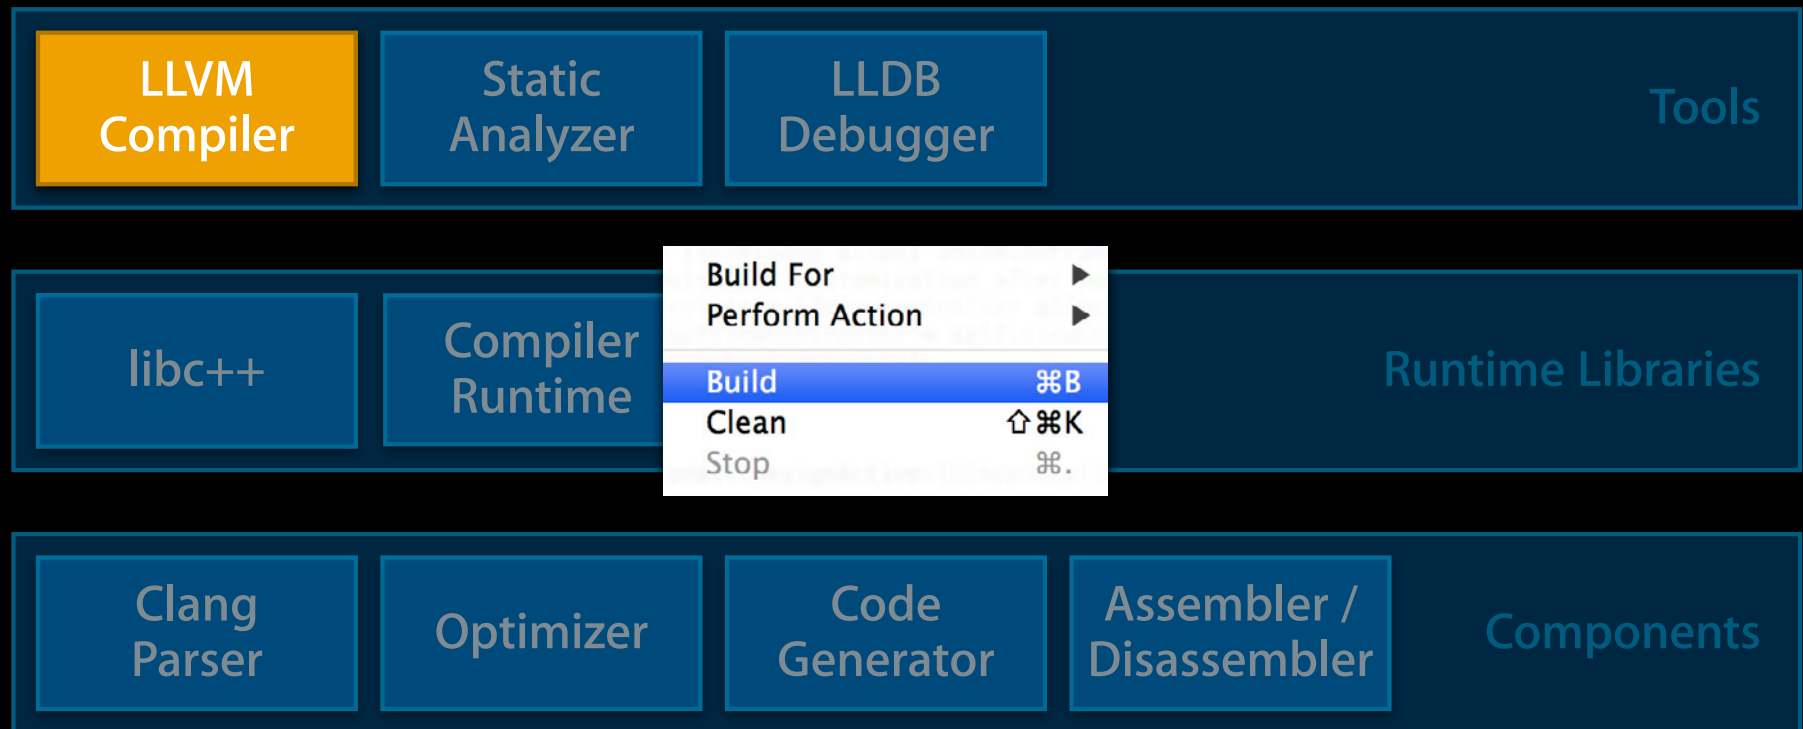 LLVM
Compiler
Static
Analyzer
LLDB
Debugger
Tools
libc++
Compiler
Runtime
Runtime Libraries
Build For ▶
Perform Action ▶
Build ⌘B
Clean ⇧⌘K
Stop ⌘.
Clang
Parser
Optimizer
Code
Generator
Assembler /
Disassembler
Components